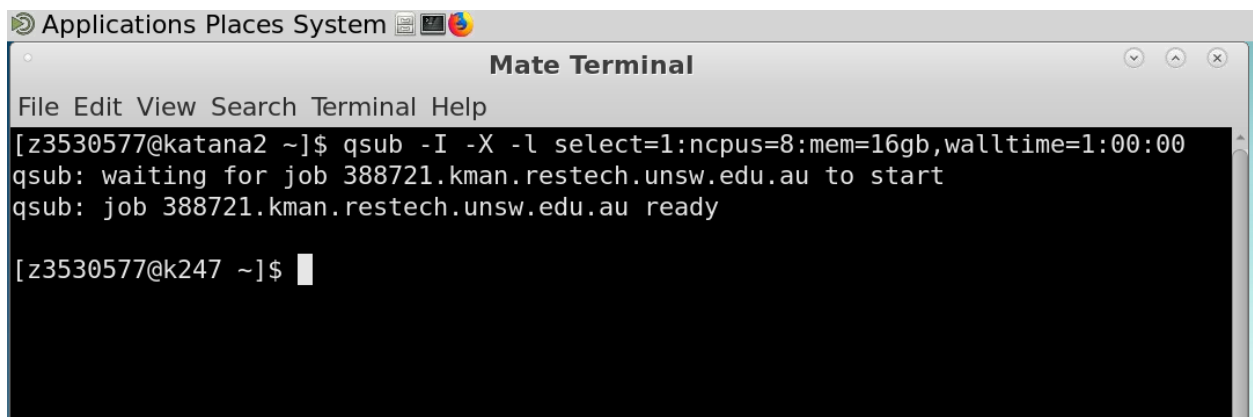 Applications Places System
Mate Terminal
File Edit View Search Terminal Help
[z3530577@katana2 ~]$ qsub -I -X -l select=1:ncpus=8:mem=16gb,walltime=1:00:00
qsub: waiting for job 388721.kman.restech.unsw.edu.au to start
qsub: job 388721.kman.restech.unsw.edu.au ready
[z3530577@k247 ~]$